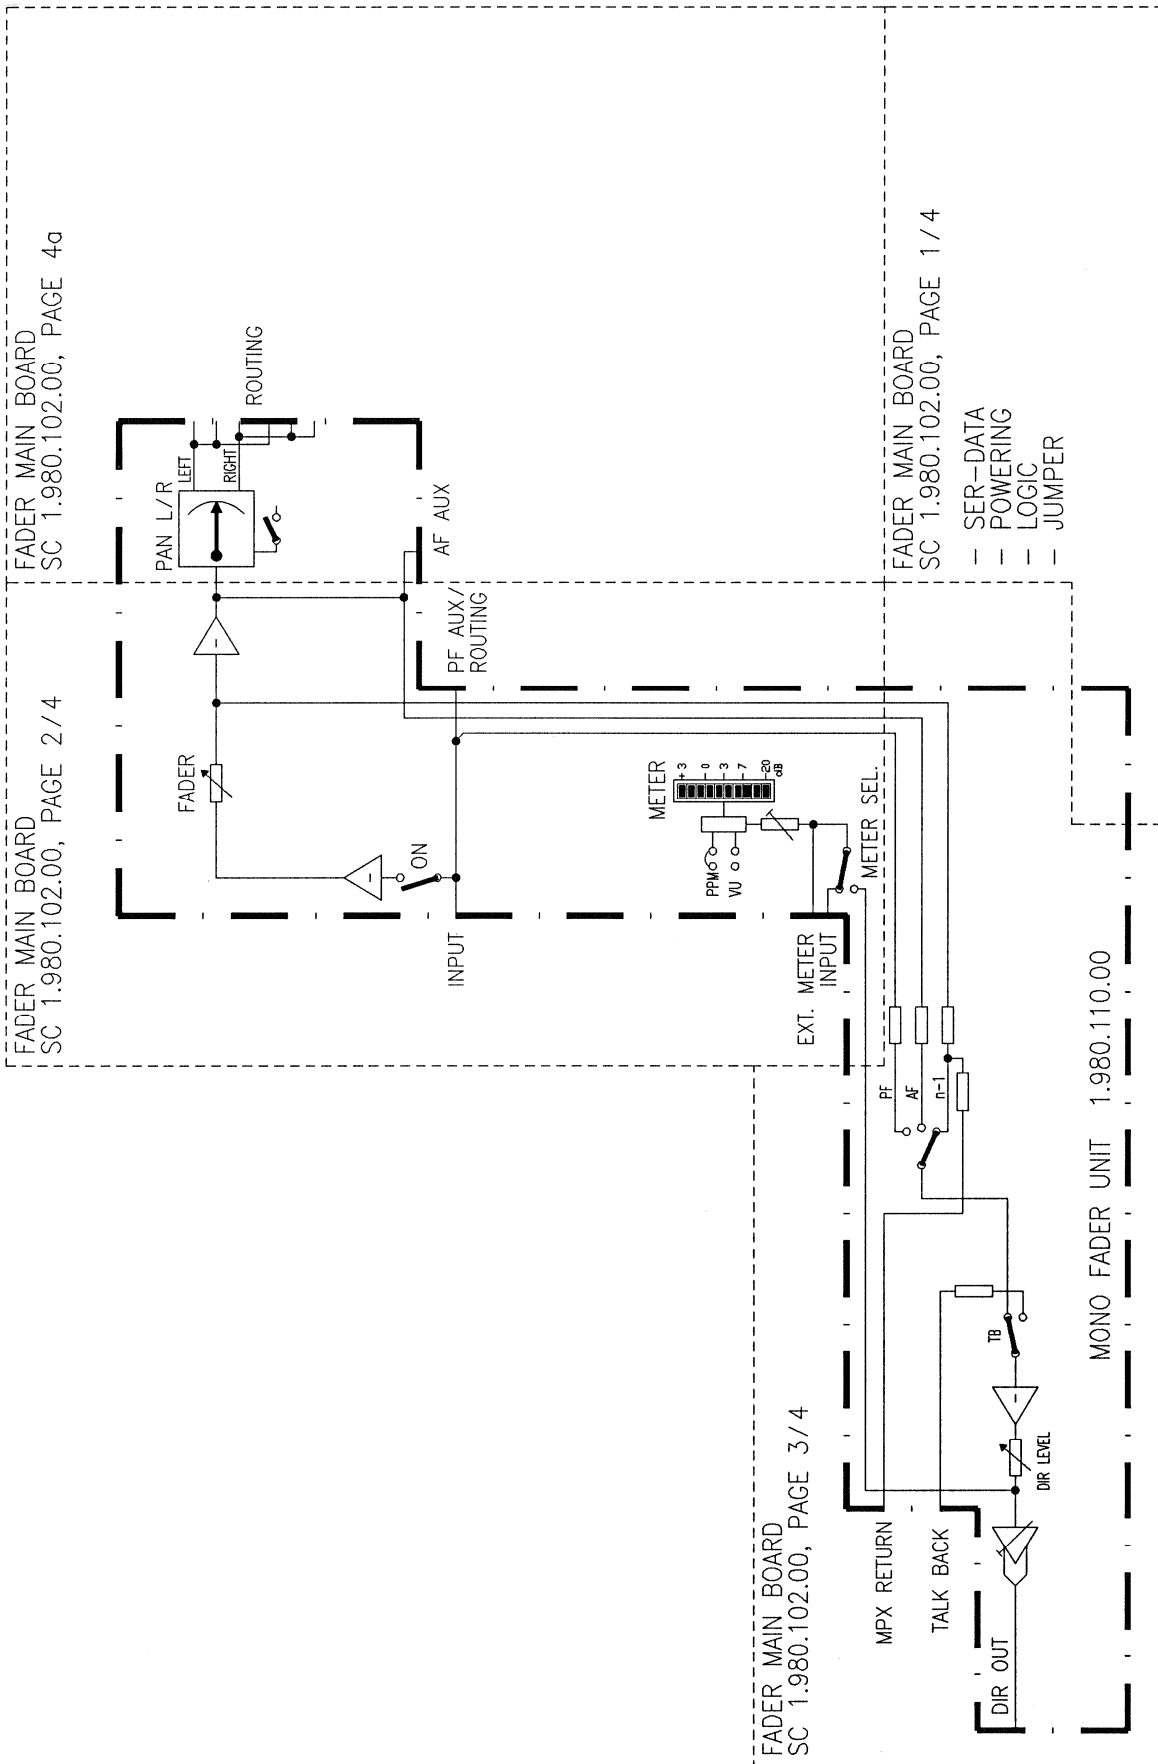 FADER MAIN BOARD
SC 1.980.102.00, PAGE 2/4
FADER MAIN BOARD
SC 1.980.102.00, PAGE 4a
FADER
PAN L/R
LEFT
RIGHT
ROUTING
ON
INPUT
PF AUX/
ROUTING
AF AUX
METER
+3
0
3
7
20
dB
PPM
VU
EXT. METER
INPUT
METER SEL.
FADER MAIN BOARD
SC 1.980.102.00, PAGE 1/4
- SER-DATA
- POWERING
- LOGIC
- JUMPER
FADER MAIN BOARD
SC 1.980.102.00, PAGE 3/4
PF
AF
n-1
MPX RETURN
TALK BACK
TB
DIR LEVEL
DIR OUT
MONO FADER UNIT 1.980.110.00